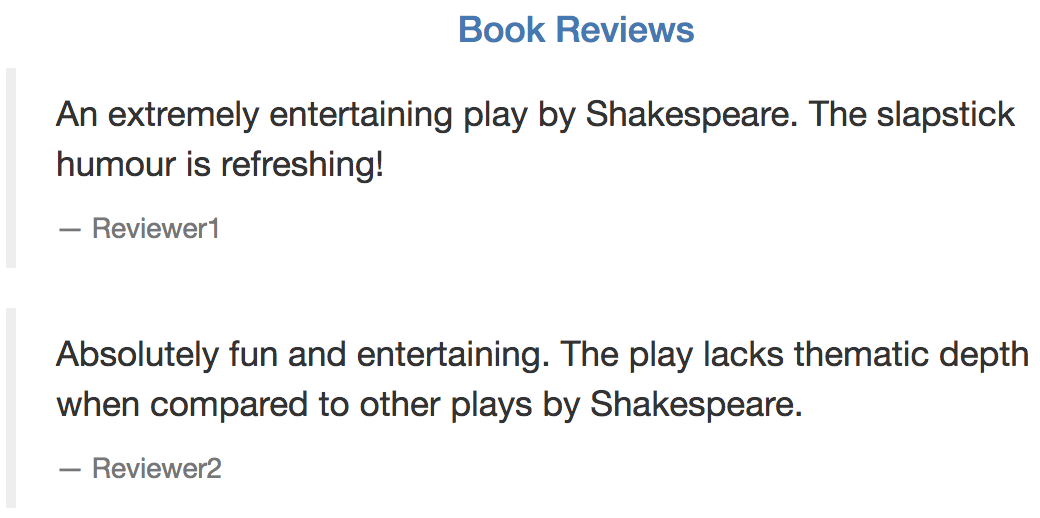 Book Reviews
An extremely entertaining play by Shakespeare. The slapstick
humour is refreshing!
— Reviewer1
Absolutely fun and entertaining. The play lacks thematic depth
when compared to other plays by Shakespeare.
— Reviewer2